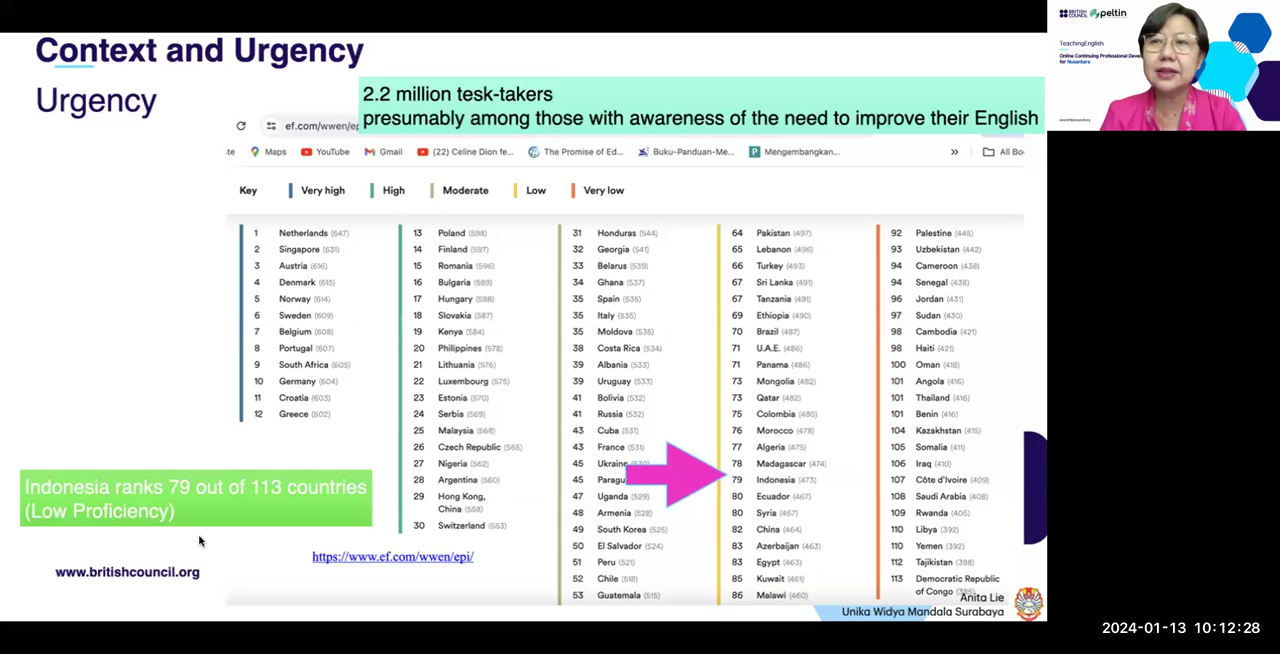 Context and Urgency
Urgency
2.2 million tesk-takers
presumably among those with awareness of the need to improve their English
ef.com/wwen/ep
te
Maps
YouTube
Gmail
(22) Celine Dion fe...
The Promise of Ed...
Buku-Panduan-Me...
Mengembangkan...
»
All Bo
Key
Very high
High
Moderate
Low
Very low
1 Netherlands (647)
2 Singapore (631)
3 Austria (616)
4 Denmark (615)
5 Norway (614)
6 Sweden (609)
7 Belgium (608)
8 Portugal (607)
9 South Africa (605)
10 Germany (604)
11 Croatia (603)
12 Greece (602)
13 Poland (598)
14 Finland (597)
15 Romania (596)
16 Bulgaria (589)
17 Hungary (588)
18 Slovakia (587)
19 Kenya (584)
20 Philippines (578)
21 Lithuania (576)
22 Luxembourg (575)
23 Estonia (570)
24 Serbia (569)
25 Malaysia (568)
26 Czech Republic (565)
27 Nigeria (562)
28 Argentina (560)
29 Hong Kong,
China (558)
30 Switzerland (553)
31 Honduras (544)
32 Georgia (541)
33 Belarus (539)
34 Ghana (537)
35 Spain (535)
35 Italy (535)
35 Moldova (535)
38 Costa Rica (534)
39 Albania (533)
39 Uruguay (533)
41 Bolivia (532)
41 Russia (532)
43 Cuba (531)
43 France (531)
45 Ukraine (530)
45 Paragu
47 Uganda (529)
48 Armenia (528)
49 South Korea (525)
50 El Salvador (524)
51 Peru (521)
52 Chile (518)
53 Guatemala (515)
64 Pakistan (497)
65 Lebanon (496)
66 Turkey (493)
67 Sri Lanka (491)
67 Tanzania (491)
69 Ethiopia (490)
70 Brazil (487)
71 U.A.E. (486)
71 Panama (486)
73 Mongolia (482)
73 Qatar (482)
75 Colombia (480)
76 Morocco (478)
77 Algeria (475)
78 Madagascar (474)
79 Indonesia (473)
80 Ecuador (467)
80 Syria (467)
82 China (464)
83 Azerbaijan (463)
83 Egypt (463)
85 Kuwait (461)
86 Malawi (460)
92 Palestine (445)
93 Uzbekistan (442)
94 Cameroon (438)
94 Senegal (438)
96 Jordan (431)
97 Sudan (430)
98 Cambodia (421)
98 Haiti (421)
100 Oman (418)
101 Angola (416)
101 Thailand (416)
101 Benin (416)
104 Kazakhstan (415)
105 Somalia (411)
106 Iraq (410)
107 Côte d'Ivoire (409)
108 Saudi Arabia (408)
109 Rwanda (405)
110 Libya (392)
110 Yemen (392)
112 Tajikistan (388)
113 Democratic Republic
of Congo
Indonesia ranks 79 out of 113 countries
(Low Proficiency)
https://www.ef.com/wwen/epi/
www.britishcouncil.org
Anita Lie
Unika Widya Mandala Surabaya
BRITISH
COUNCIL
peltin
TeachingEnglish
Online Continuing Professional Deve
for Nusantara
www.britishcouncil.org
2024-01-13 10:12:28